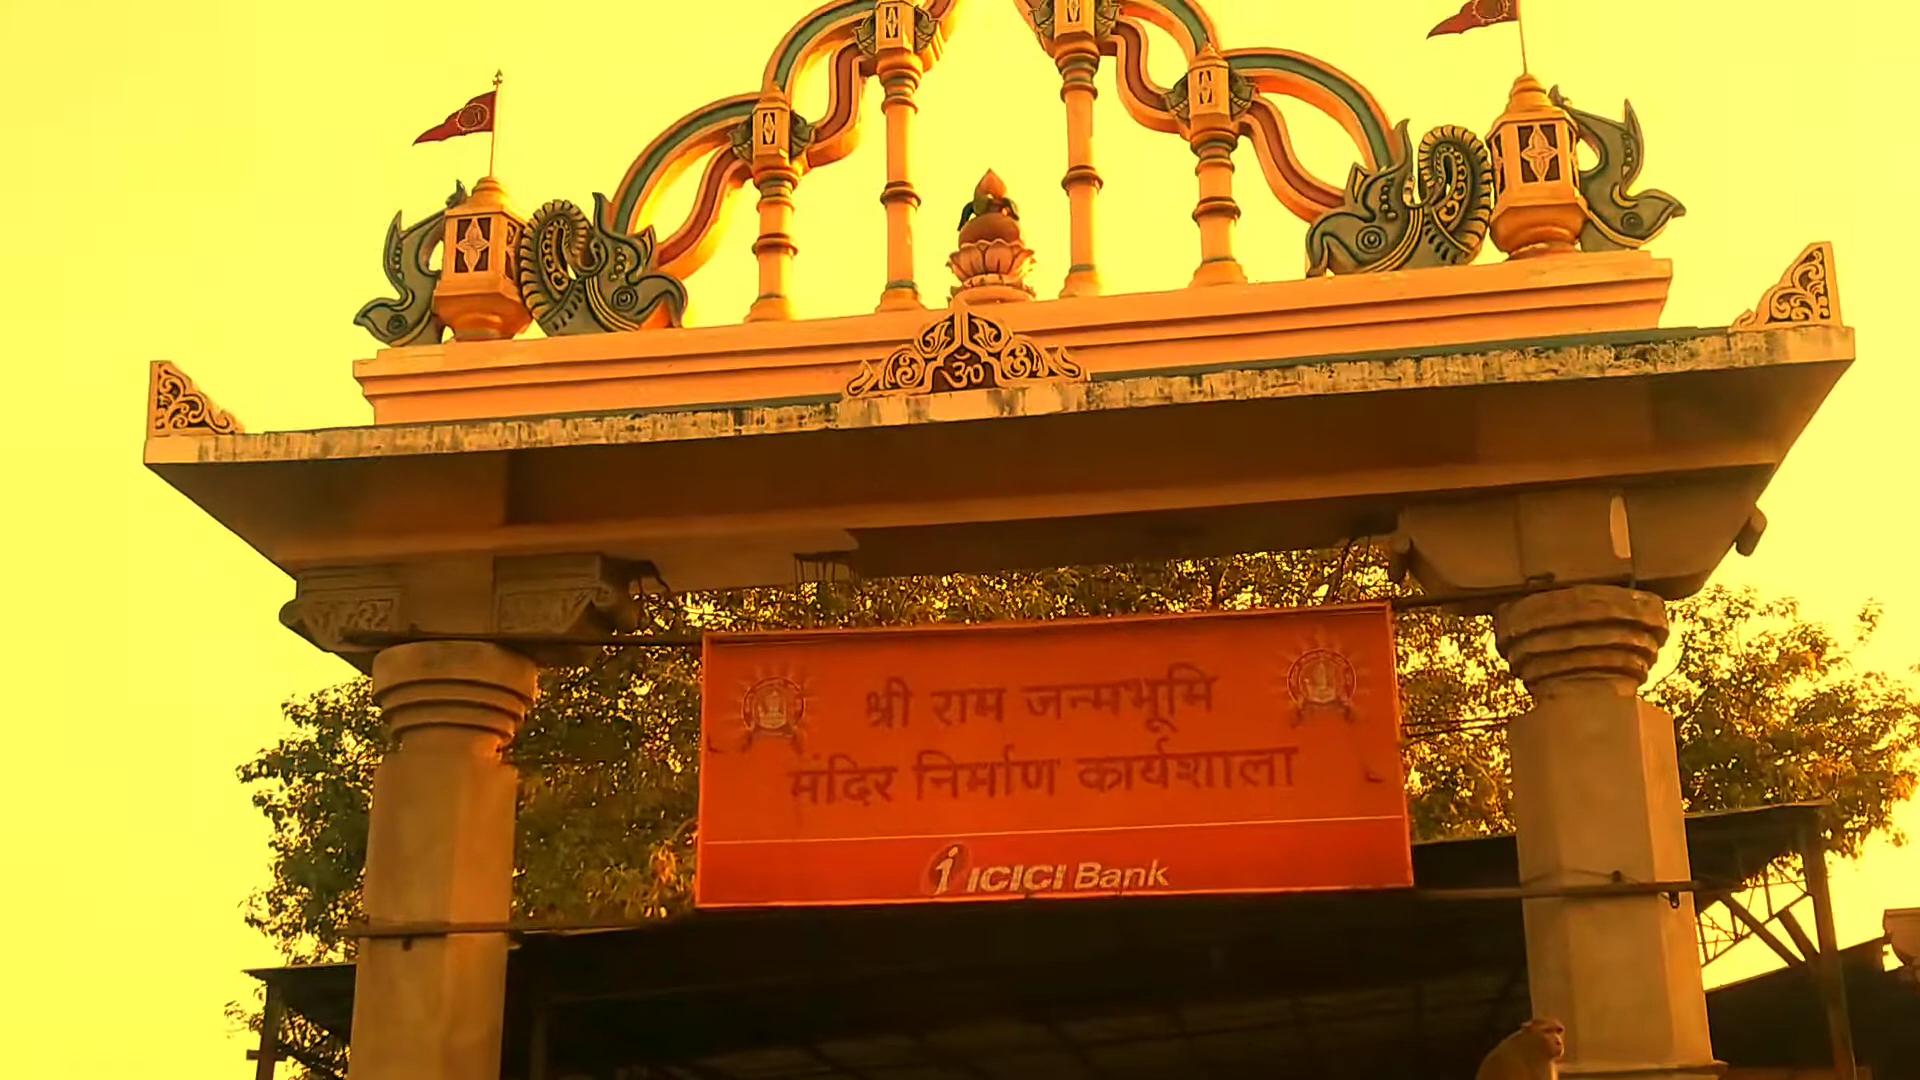 ॐ
श्री राम जन्मभूमि
मंदिर निर्माण कार्यशाला
ICICI Bank